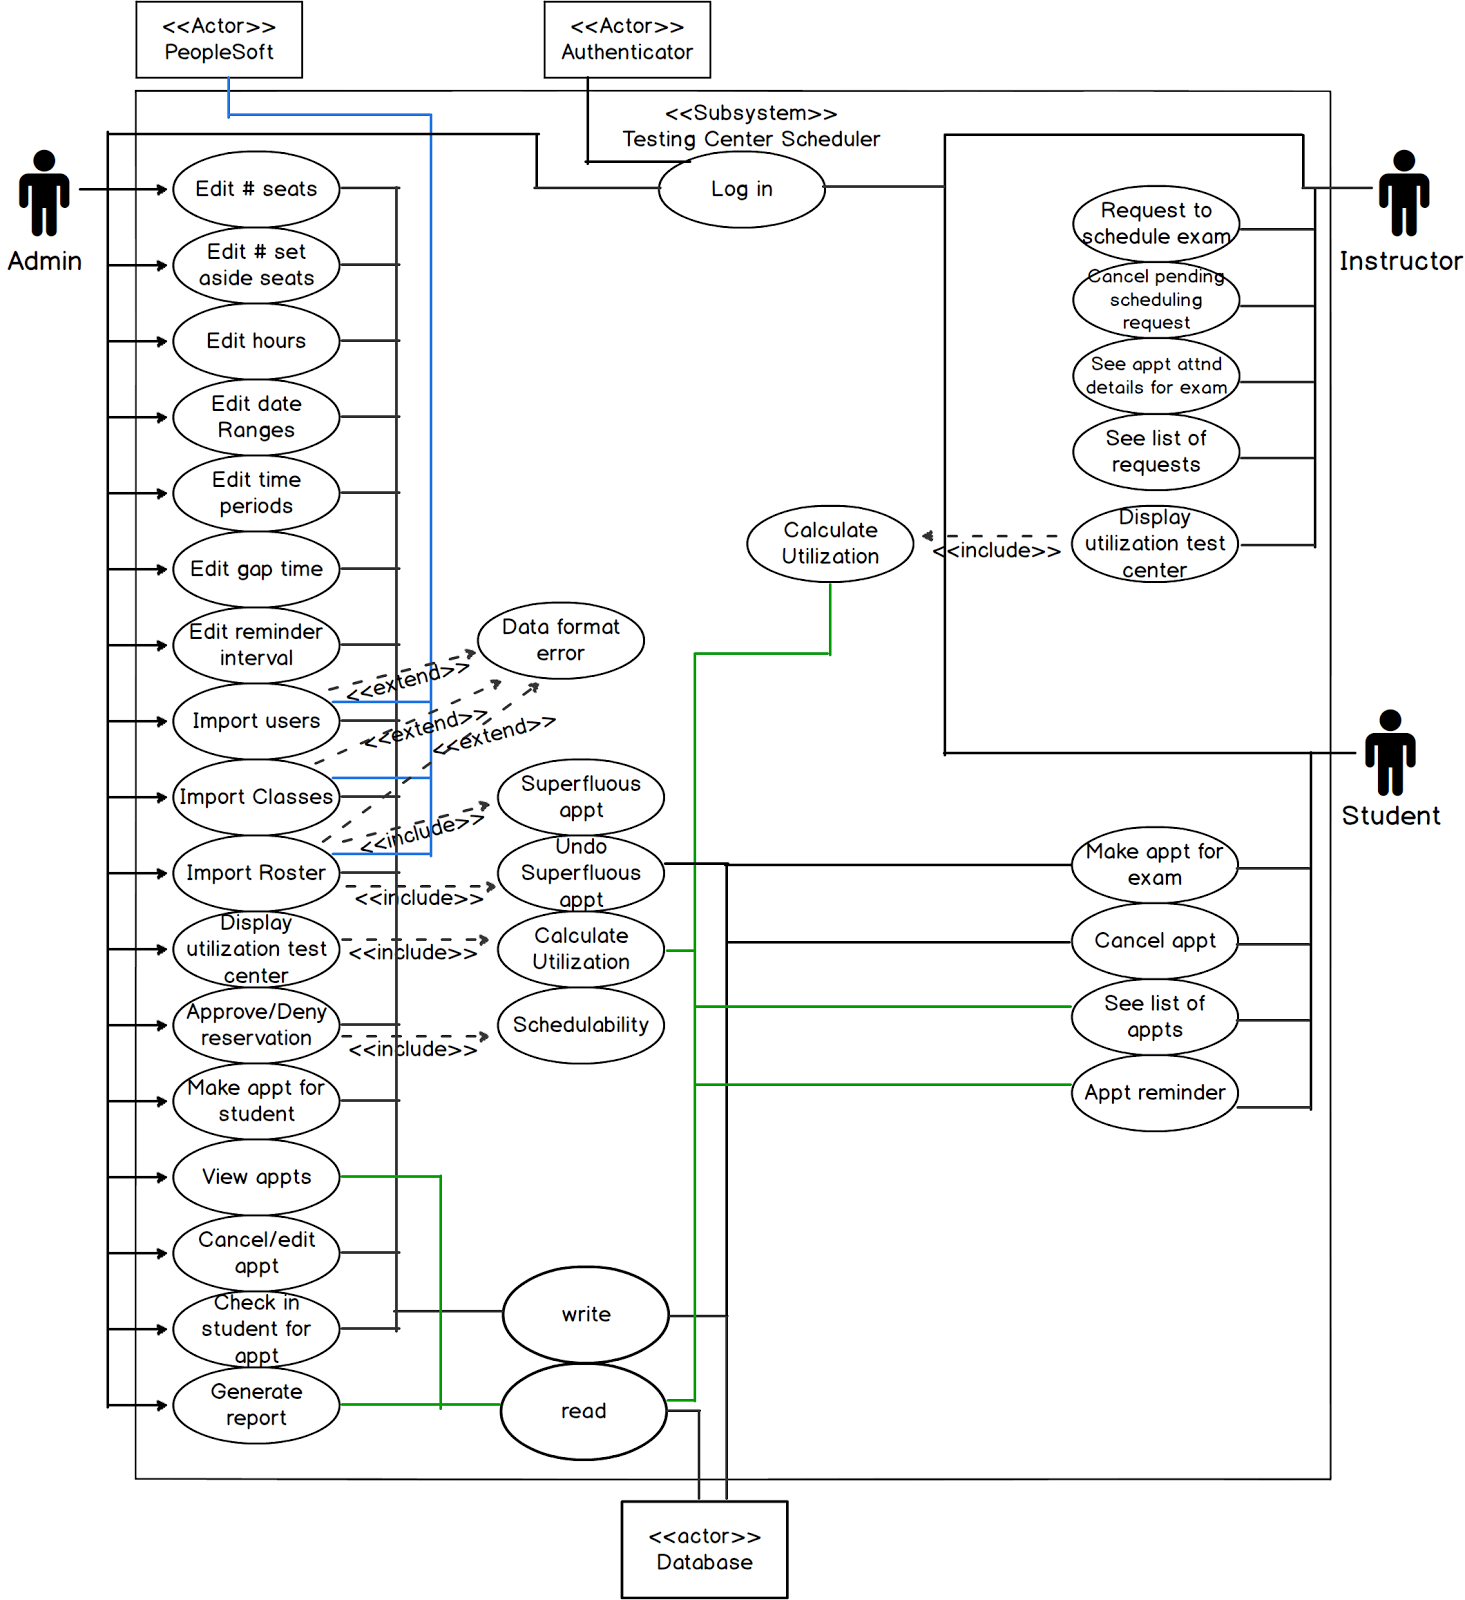 <<Actor>>
PeopleSoft
<<Actor>>
Authenticator
<<Subsystem>>
Testing Center Scheduler
Admin
Instructor
Student
Log in
Edit # seats
Edit # set
aside seats
Edit hours
Edit date
Ranges
Edit time
periods
Edit gap time
Edit reminder
interval
Import users
Import Classes
Import Roster
Display
utilization test
center
Approve/Deny
reservation
Make appt for
student
View appts
Cancel/edit
appt
Check in
student for
appt
Generate
report
<<extend>>
<<extend>>
<<extend>>
<<include>>
<<include>>
<<include>>
<<include>>
Data format
error
Superfluous
appt
Undo
Superfluous
appt
Calculate
Utilization
Schedulability
write
read
Calculate
Utilization
<<include>>
Request to
schedule exam
Cancel pending
scheduling
request
See appt attnd
details for exam
See list of
requests
Display
utilization test
center
Make appt for
exam
Cancel appt
See list of
appts
Appt reminder
<<actor>>
Database